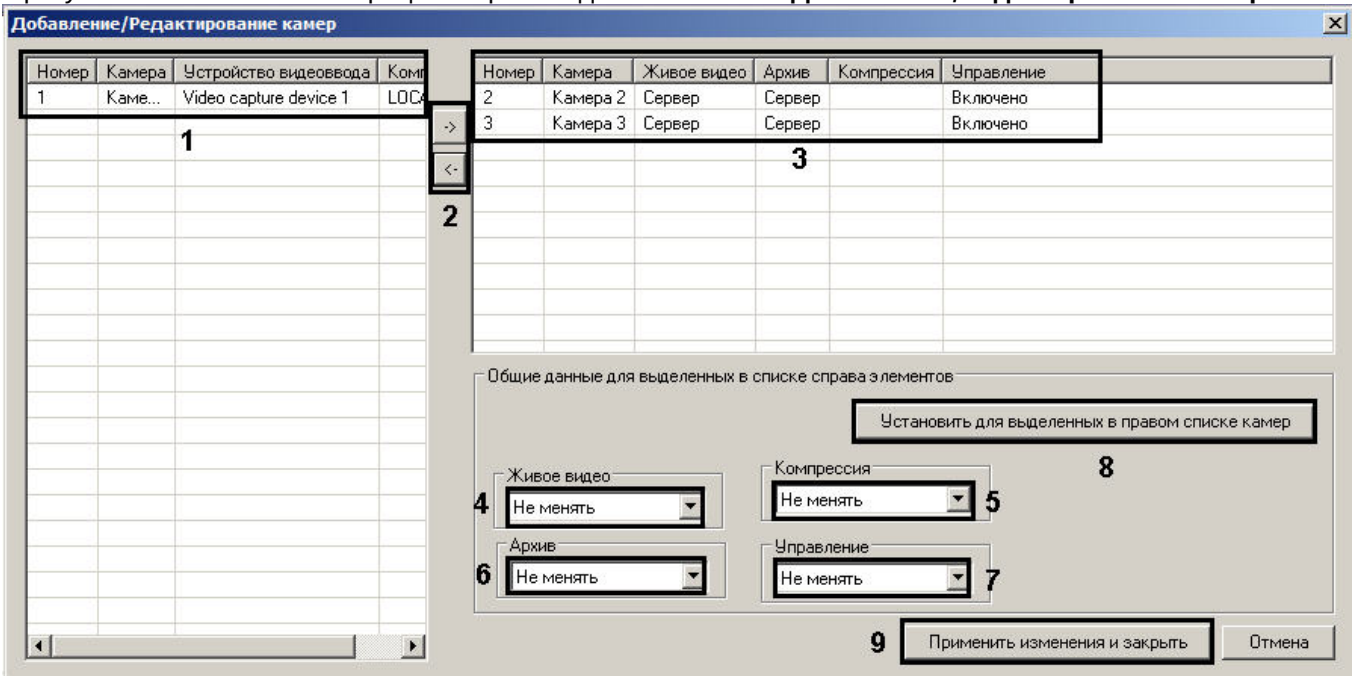 Добавление/Редактирование камер
Номер Камера Устройство видеоввода Комп
1 Каме... Video capture device 1 LOCA
1
->
<-
2
Номер Камера Живое видео Архив Компрессия Управление
2 Камера 2 Сервер Сервер Включено
3 Камера 3 Сервер Сервер Включено
3
Общие данные для выделенных в списке справа элементов
Установить для выделенных в правом списке камер
8
Живое видео
4 Не менять
Компрессия
Не менять 5
Архив
6 Не менять
Управление
Не менять 7
9 Применить изменения и закрыть Отмена